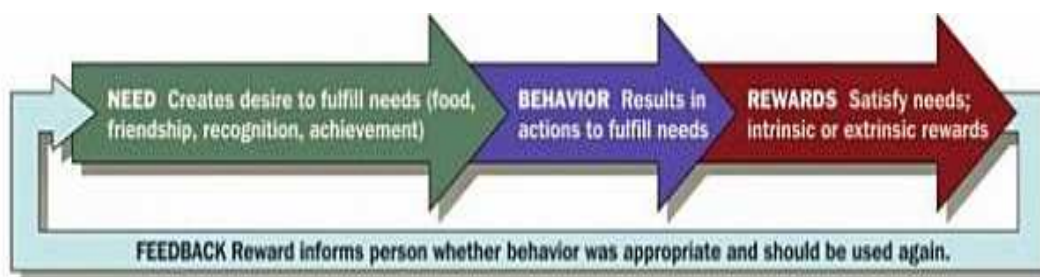 NEED Creates desire to fulfill needs (food,
friendship, recognition, achievement)
BEHAVIOR Results in
actions to fulfill needs
REWARDS Satisfy needs;
intrinsic or extrinsic rewards
FEEDBACK Reward informs person whether behavior was appropriate and should be used again.